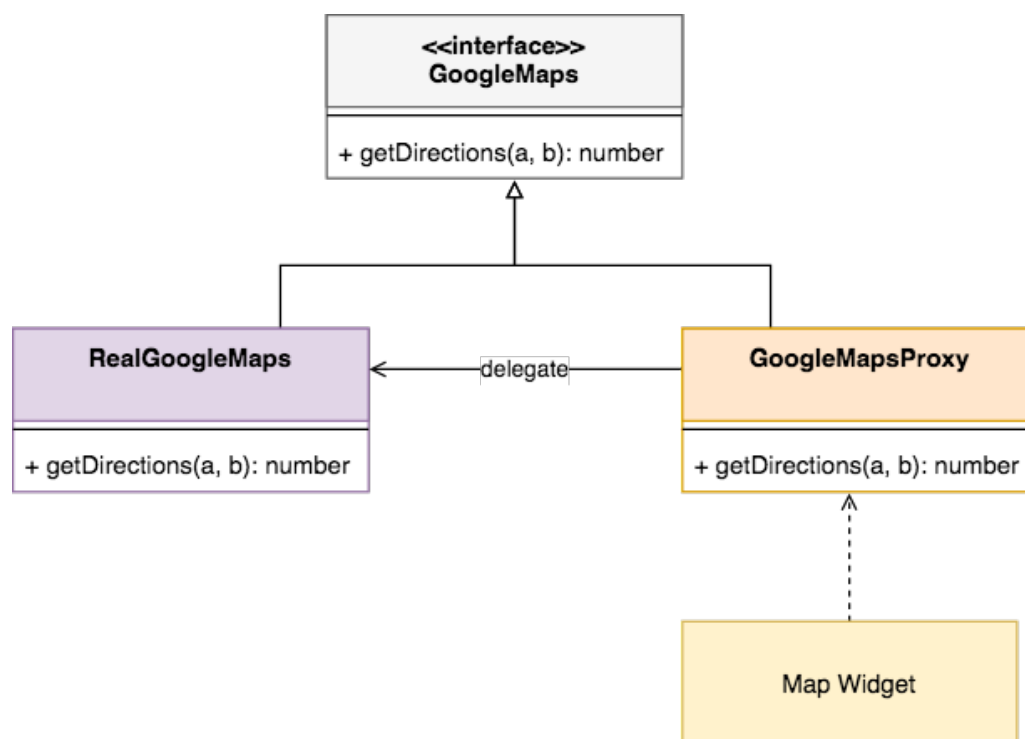 <<interface>>
GoogleMaps
+ getDirections(a, b): number
RealGoogleMaps
+ getDirections(a, b): number
delegate
GoogleMapsProxy
+ getDirections(a, b): number
Map Widget